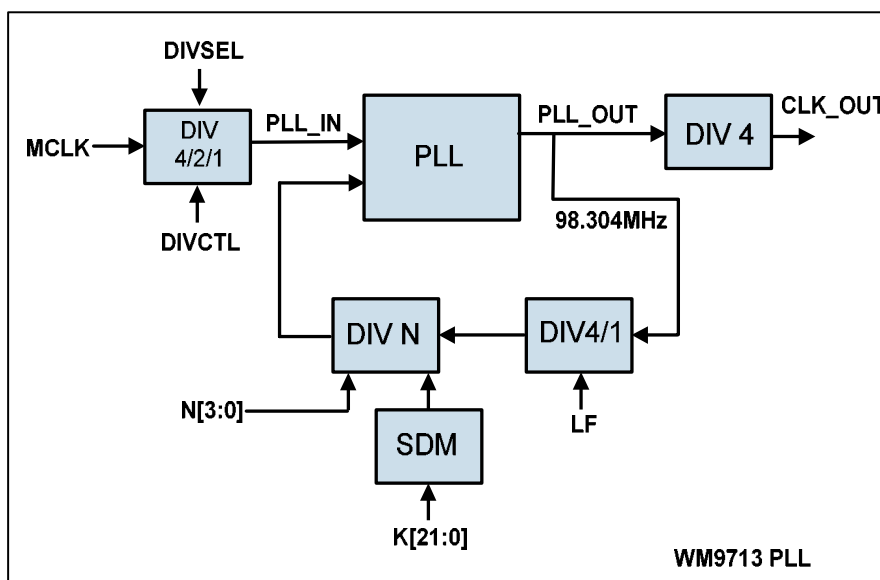 DIVSEL
MCLK
DIV
4/2/1
DIVCTL
PLL_IN
PLL
PLL_OUT
DIV 4
CLK_OUT
98.304MHz
DIV N
DIV4/1
N[3:0]
LF
SDM
K[21:0]
WM9713 PLL